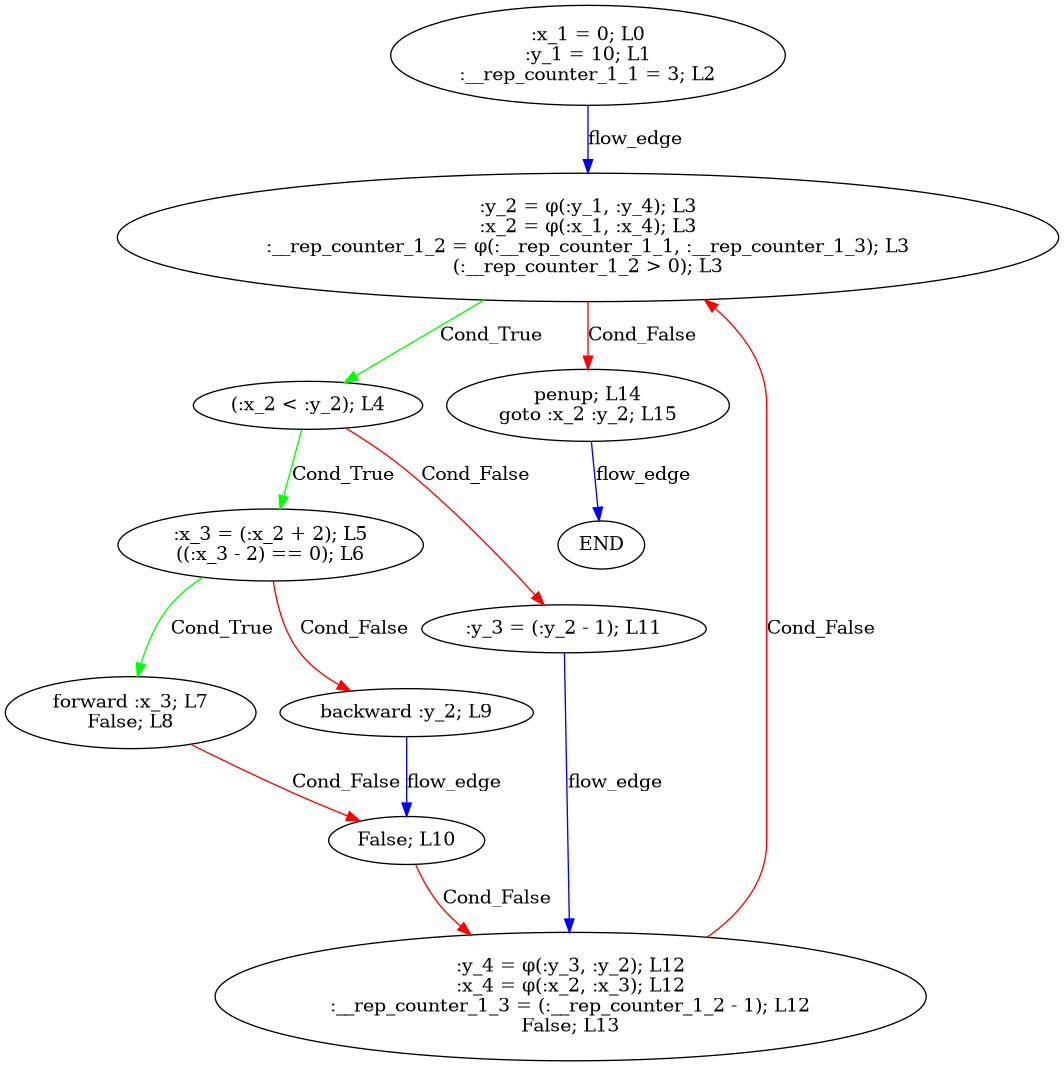 :x_1 = 0; L0
:y_1 = 10; L1
:__rep_counter_1_1 = 3; L2
flow_edge
:y_2 = φ(:y_1, :y_4); L3
:x_2 = φ(:x_1, :x_4); L3
:__rep_counter_1_2 = φ(:__rep_counter_1_1, :__rep_counter_1_3); L3
(:__rep_counter_1_2 > 0); L3
Cond_True
Cond_False
(:x_2 < :y_2); L4
penup; L14
goto :x_2 :y_2; L15
Cond_True
Cond_False
flow_edge
:x_3 = (:x_2 + 2); L5
((:x_3 - 2) == 0); L6
END
Cond_True
Cond_False
:y_3 = (:y_2 - 1); L11
Cond_False
forward :x_3; L7
False; L8
backward :y_2; L9
Cond_False
flow_edge
flow_edge
False; L10
Cond_False
:y_4 = φ(:y_3, :y_2); L12
:x_4 = φ(:x_2, :x_3); L12
:__rep_counter_1_3 = (:__rep_counter_1_2 - 1); L12
False; L13